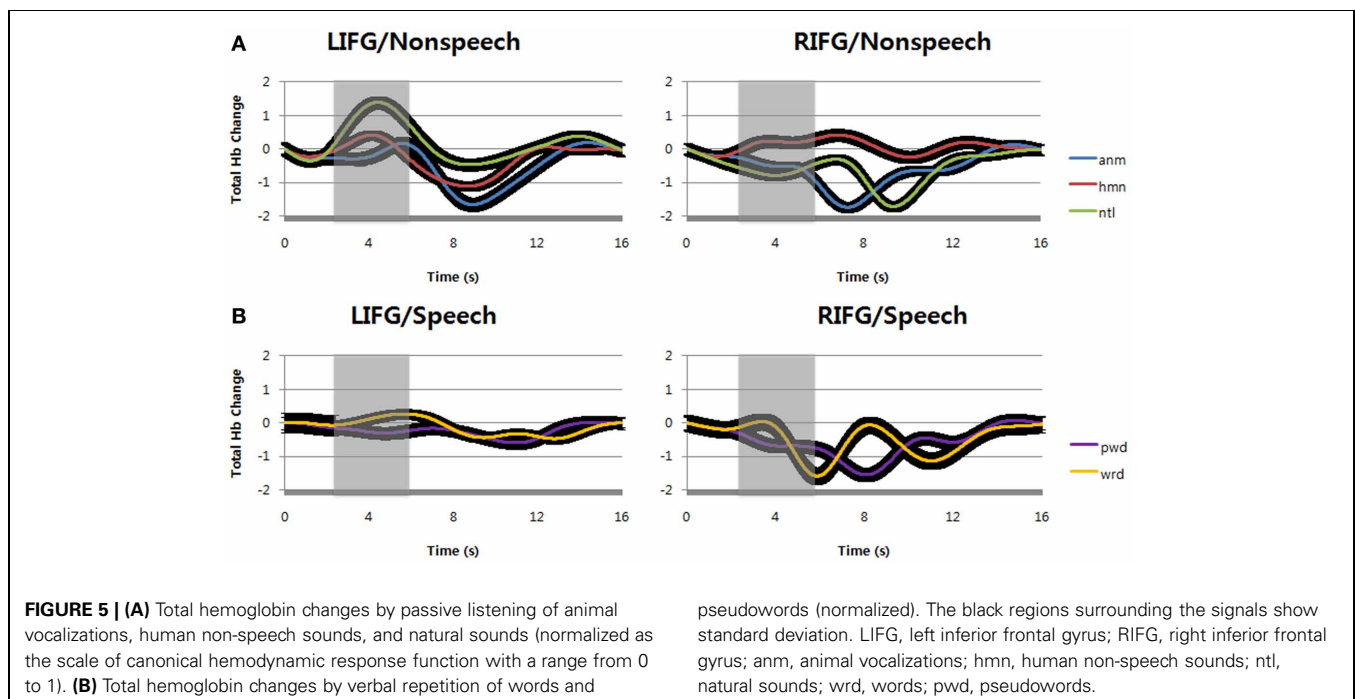 A
LIFG/Nonspeech
RIFG/Nonspeech
Total Hb Change
2
1
0
-1
-2
0
4
8
12
16
Time (s)
2
1
0
-1
-2
0
4
8
12
16
Time (s)
anm
hmn
ntl
B
LIFG/Speech
RIFG/Speech
Total Hb Change
2
1
0
-1
-2
0
4
8
12
16
Time (s)
2
1
0
-1
-2
0
4
8
12
16
Time (s)
pwd
wrd
FIGURE 5 | (A) Total hemoglobin changes by passive listening of animal
vocalizations, human non-speech sounds, and natural sounds (normalized as
the scale of canonical hemodynamic response function with a range from 0
to 1). (B) Total hemoglobin changes by verbal repetition of words and
pseudowords (normalized). The black regions surrounding the signals show
standard deviation. LIFG, left inferior frontal gyrus; RIFG, right inferior frontal
gyrus; anm, animal vocalizations; hmn, human non-speech sounds; ntl,
natural sounds; wrd, words; pwd, pseudowords.